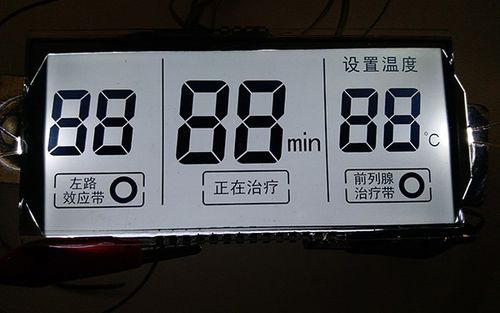 设置温度
88
88 min
88 °C
左路
效应带
正在治疗
前列腺
治疗带